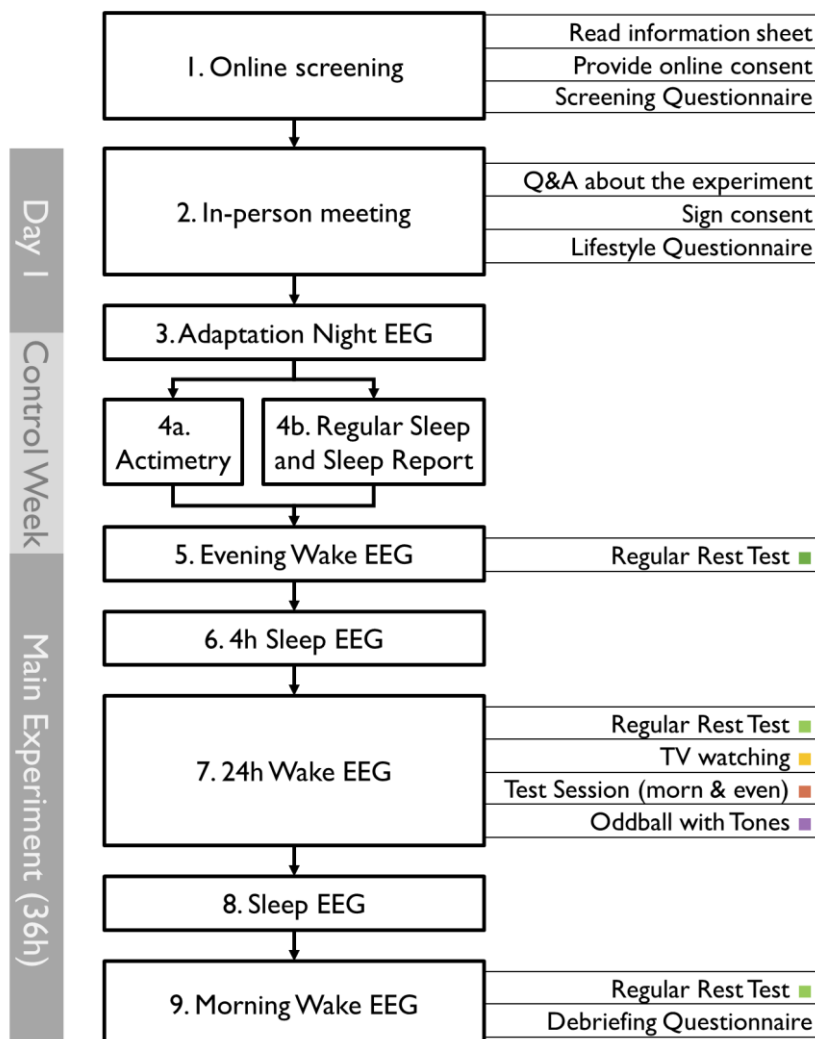 1. Online screening
Read information sheet
Provide online consent
Screening Questionnaire
Day 1
2. In-person meeting
Q&A about the experiment
Sign consent
Lifestyle Questionnaire
3. Adaptation Night EEG
Control Week
4a.
Actimetry
4b. Regular Sleep
and Sleep Report
5. Evening Wake EEG
Regular Rest Test
Main Experiment (36h)
6. 4h Sleep EEG
7. 24h Wake EEG
Regular Rest Test
TV watching
Test Session (morn & even)
Oddball with Tones
8. Sleep EEG
9. Morning Wake EEG
Regular Rest Test
Debriefing Questionnaire